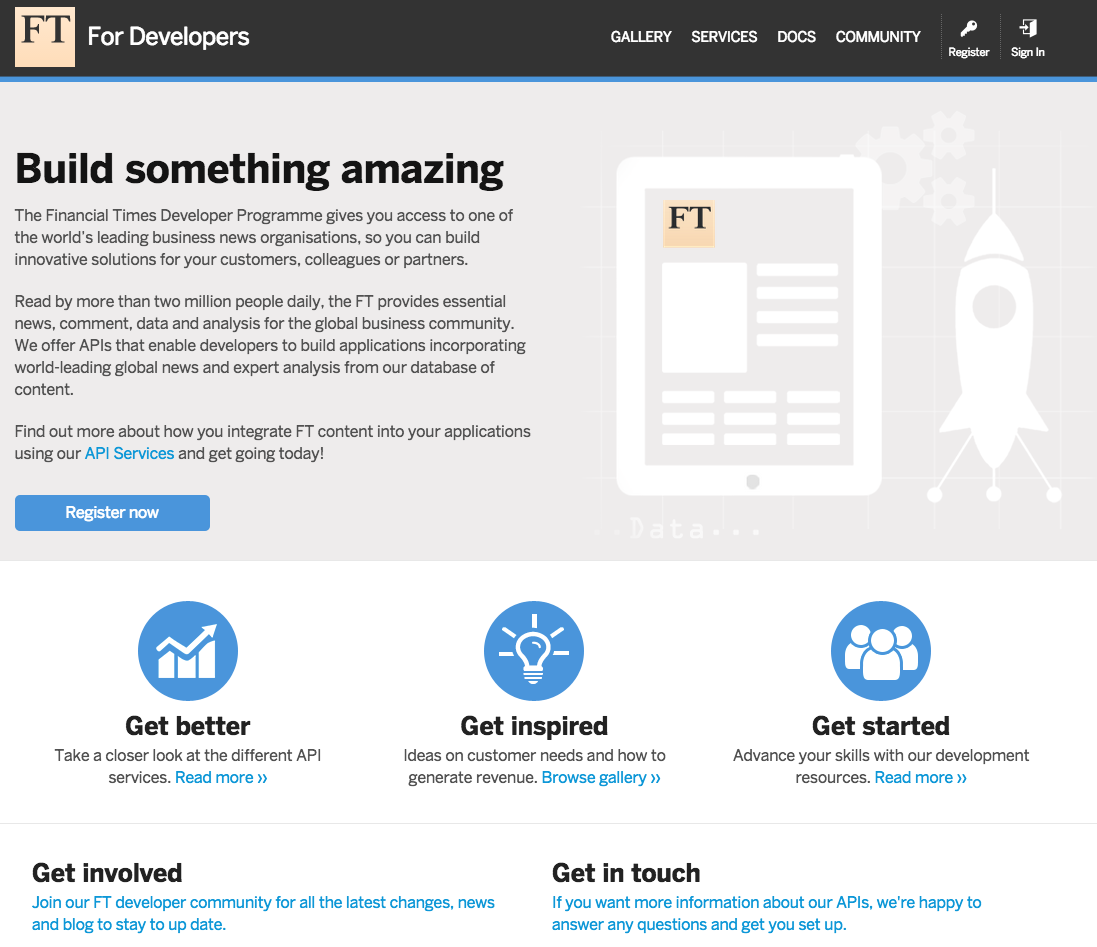 FT For Developers
GALLERY SERVICES DOCS COMMUNITY Register Sign In
Build something amazing
The Financial Times Developer Programme gives you access to one of
the world's leading business news organisations, so you can build
innovative solutions for your customers, colleagues or partners.
Read by more than two million people daily, the FT provides essential
news, comment, data and analysis for the global business community.
We offer APIs that enable developers to build applications incorporating
world-leading global news and expert analysis from our database of
content.
Find out more about how you integrate FT content into your applications
using our API Services and get going today!
Register now
FT
..Data...
Get better
Take a closer look at the different API
services. Read more ››
Get inspired
Ideas on customer needs and how to
generate revenue. Browse gallery ››
Get started
Advance your skills with our development
resources. Read more ››
Get involved
Join our FT developer community for all the latest changes, news
and blog to stay to up date.
Get in touch
If you want more information about our APIs, we're happy to
answer any questions and get you set up.